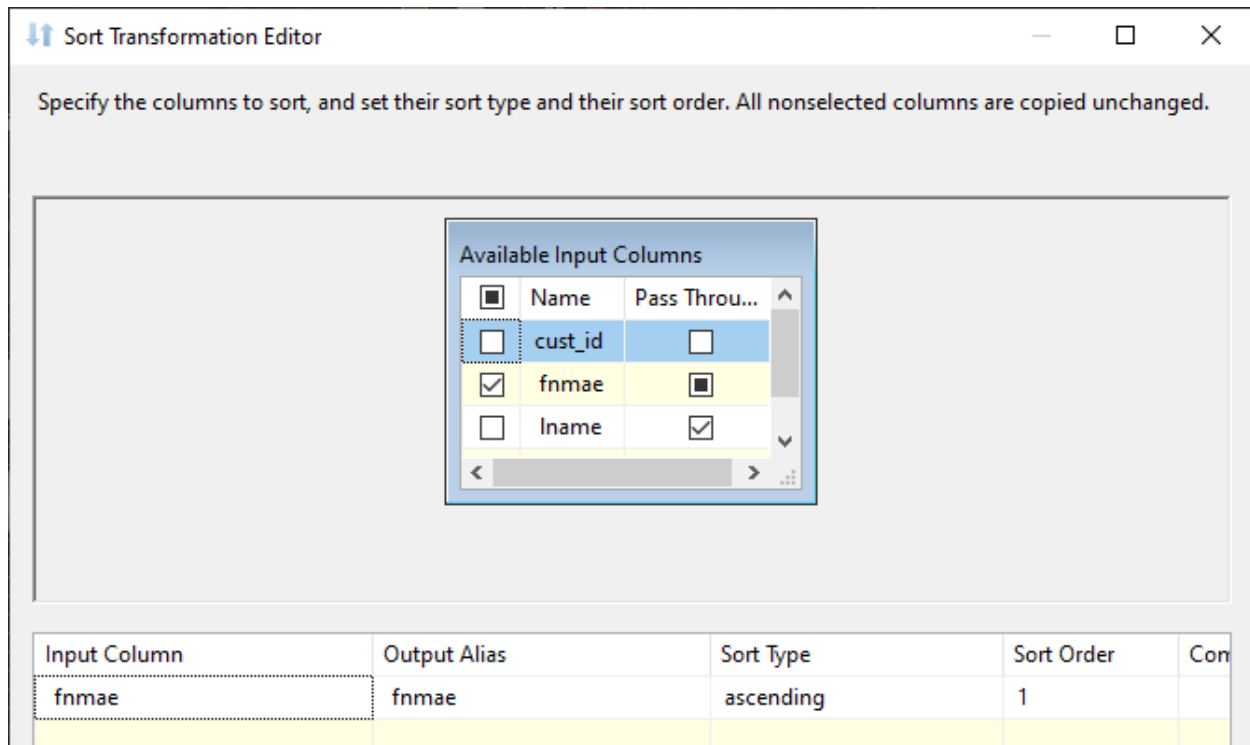 Sort Transformation Editor
Specify the columns to sort, and set their sort type and their sort order. All nonselected columns are copied unchanged.
Available Input Columns
Name Pass Throu...
cust_id
fnmae
lname
Input Column Output Alias Sort Type Sort Order Com
fnmae fnmae ascending 1